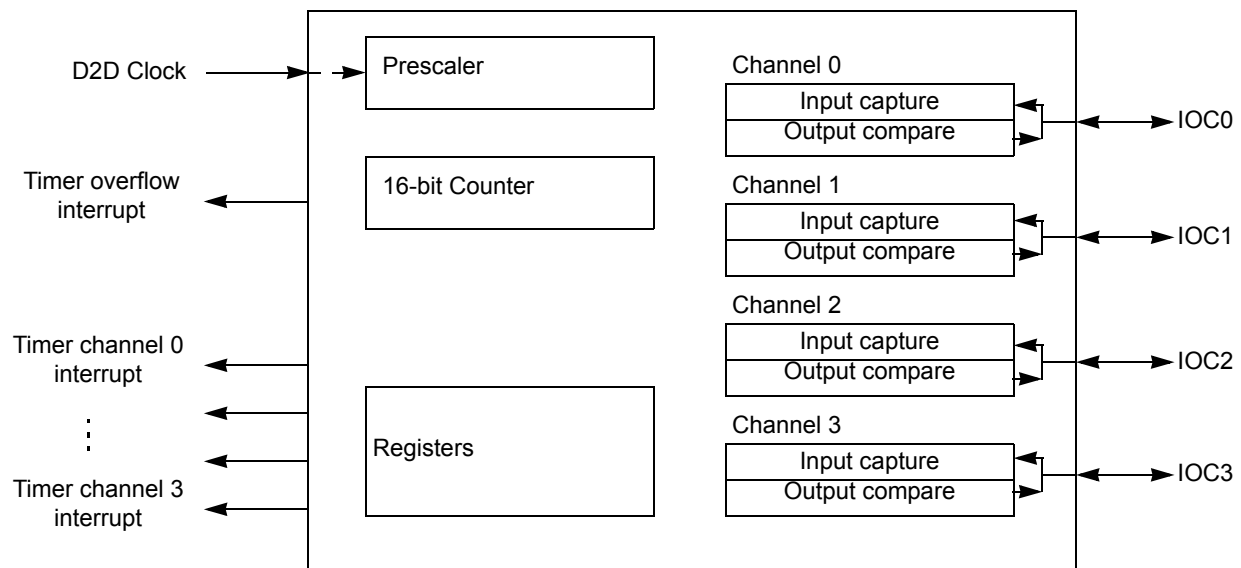 D2D Clock
Prescaler
Timer overflow
interrupt
16-bit Counter
Timer channel 0
interrupt
Timer channel 3
interrupt
Registers
Channel 0
Input capture
Output compare
IOC0
Channel 1
Input capture
Output compare
IOC1
Channel 2
Input capture
Output compare
IOC2
Channel 3
Input capture
Output compare
IOC3